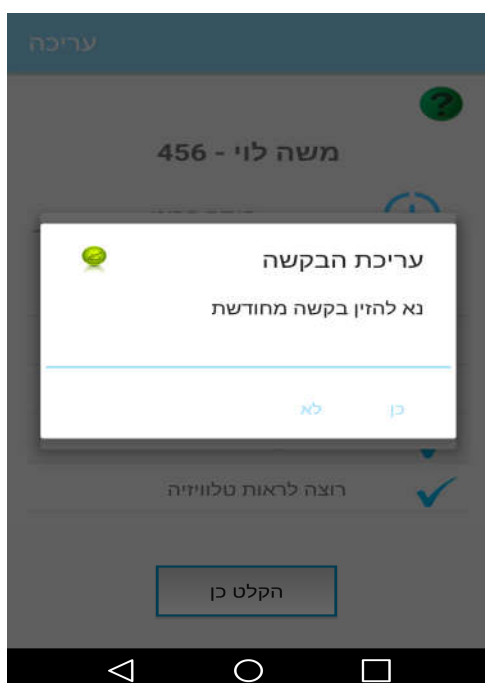 עריכה
משה לוי - 456
עריכת הבקשה
נא להזין בקשה מחודשת
כן לא
רוצה לראות טלוויזיה
הקלט כן